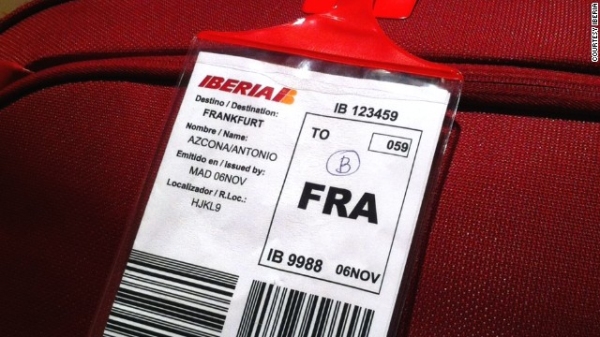 IBERIA
Destino / Destination:
FRANKFURT
Nombre / Name:
AZCONA/ANTONIO
Emitido en / Issued by:
MAD 06NOV
Localizador / R.Loc.:
HJKL9
IB 123459
TO
059
B
FRA
IB 9988 06NOV
COURTESY IBERIA